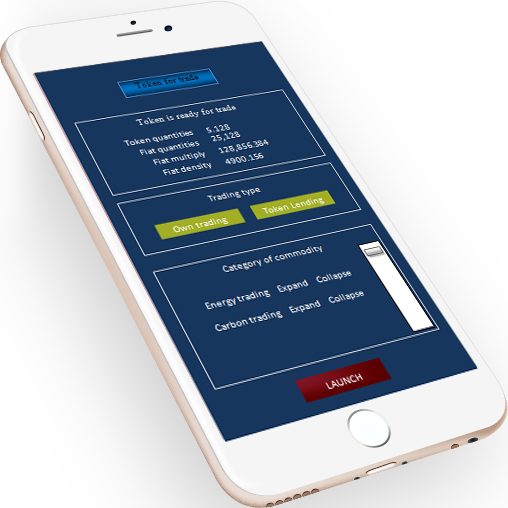 Token for trade
Token is ready for trade
Token quantities 5,128
Fiat quantities 25,128
Fiat multiply 128,856,384
Fiat density 4900.156
Trading type
Own trading Token Lending
Category of commodity
Energy trading Expand Collapse
Carbon trading Expand Collapse
LAUNCH